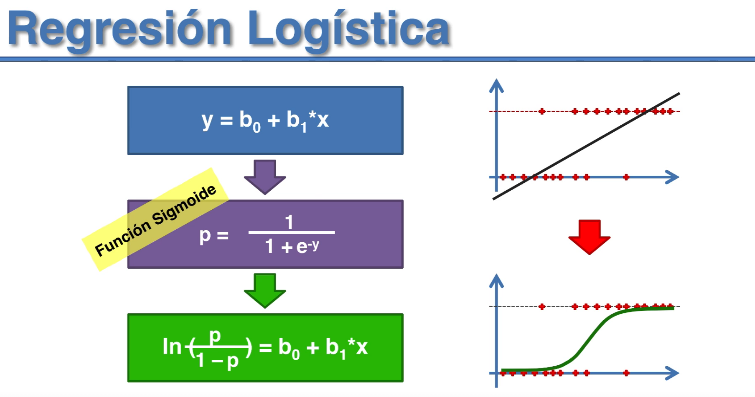 Regresión Logística
y = b₀ + b₁*x
Función Sigmoide
p = 1 / 1 + e⁻ʸ
ln (p / 1 – p) = b₀ + b₁*x